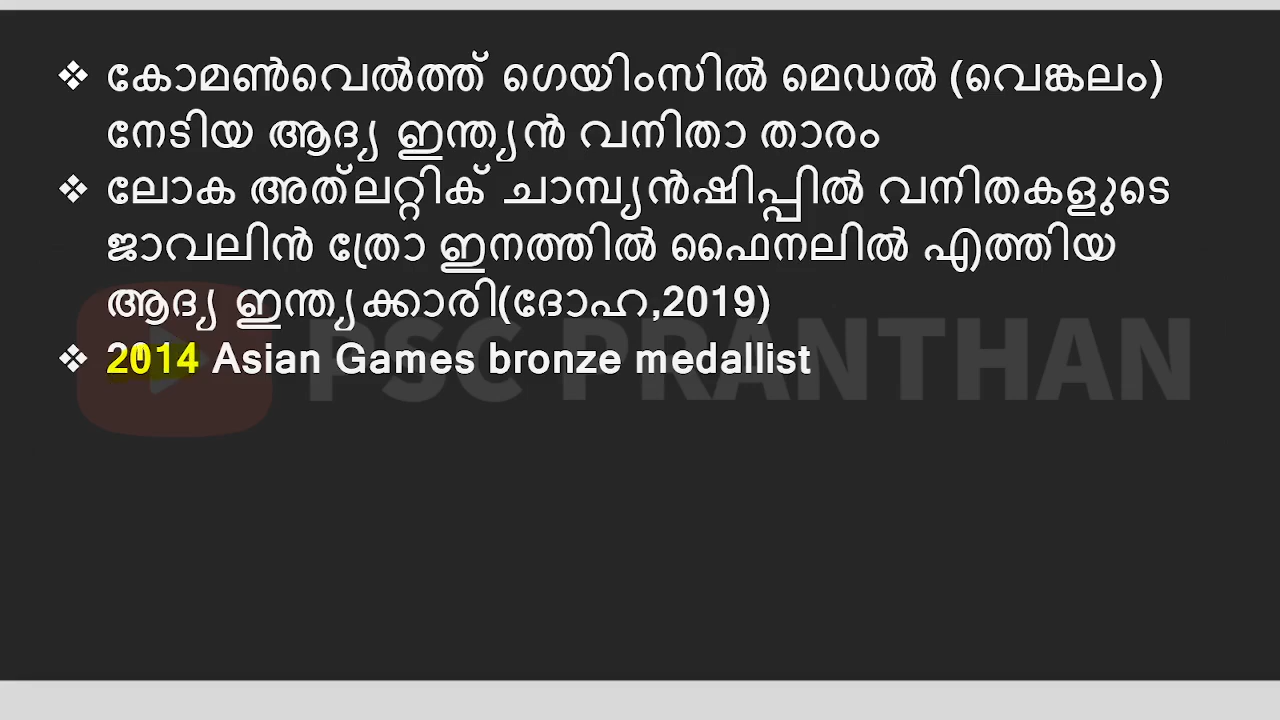 ❖ കോമൺവെൽത്ത് ഗെയിംസിൽ മെഡൽ (വെങ്കലം)
നേടിയ ആദ്യ ഇന്ത്യൻ വനിതാ താരം
❖ ലോക അത്‌ലറ്റിക് ചാമ്പ്യൻഷിപ്പിൽ വനിതകളുടെ
ജാവലിൻ ത്രോ ഇനത്തിൽ ഫൈനലിൽ എത്തിയ
ആദ്യ ഇന്ത്യക്കാരി(ദോഹ,2019)
❖ 2014 Asian Games bronze medallist
PSC PRANTHAN